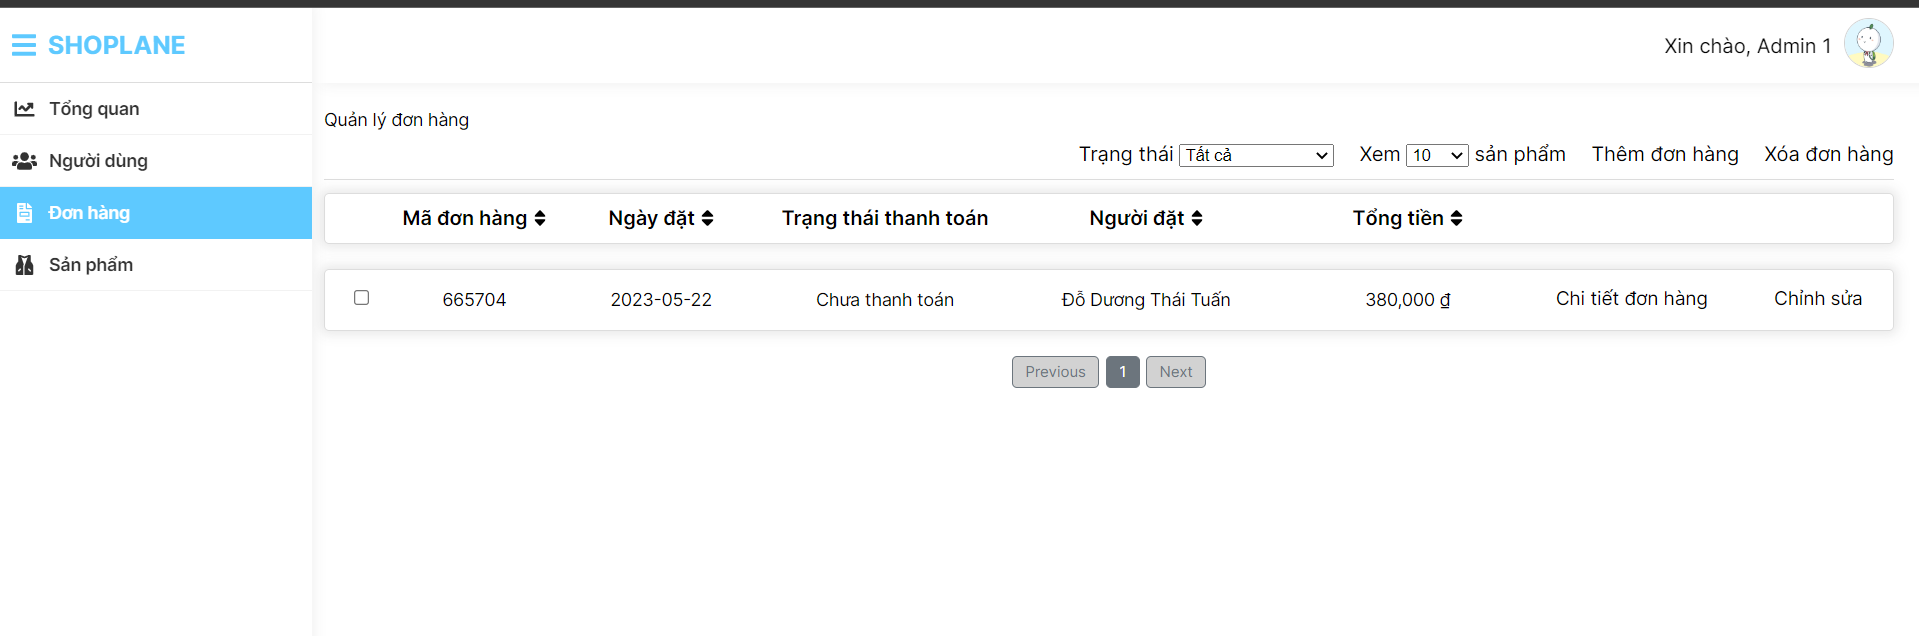 SHOPLANE
Xin chào, Admin 1
Tổng quan
Người dùng
Đơn hàng
Sản phẩm
Quản lý đơn hàng
Trạng thái Tất cả Xem 10 sản phẩm Thêm đơn hàng Xóa đơn hàng
Mã đơn hàng Ngày đặt Trạng thái thanh toán Người đặt Tổng tiền
665704 2023-05-22 Chưa thanh toán Đỗ Dương Thái Tuấn 380,000 ₫ Chi tiết đơn hàng Chỉnh sửa
Previous 1 Next